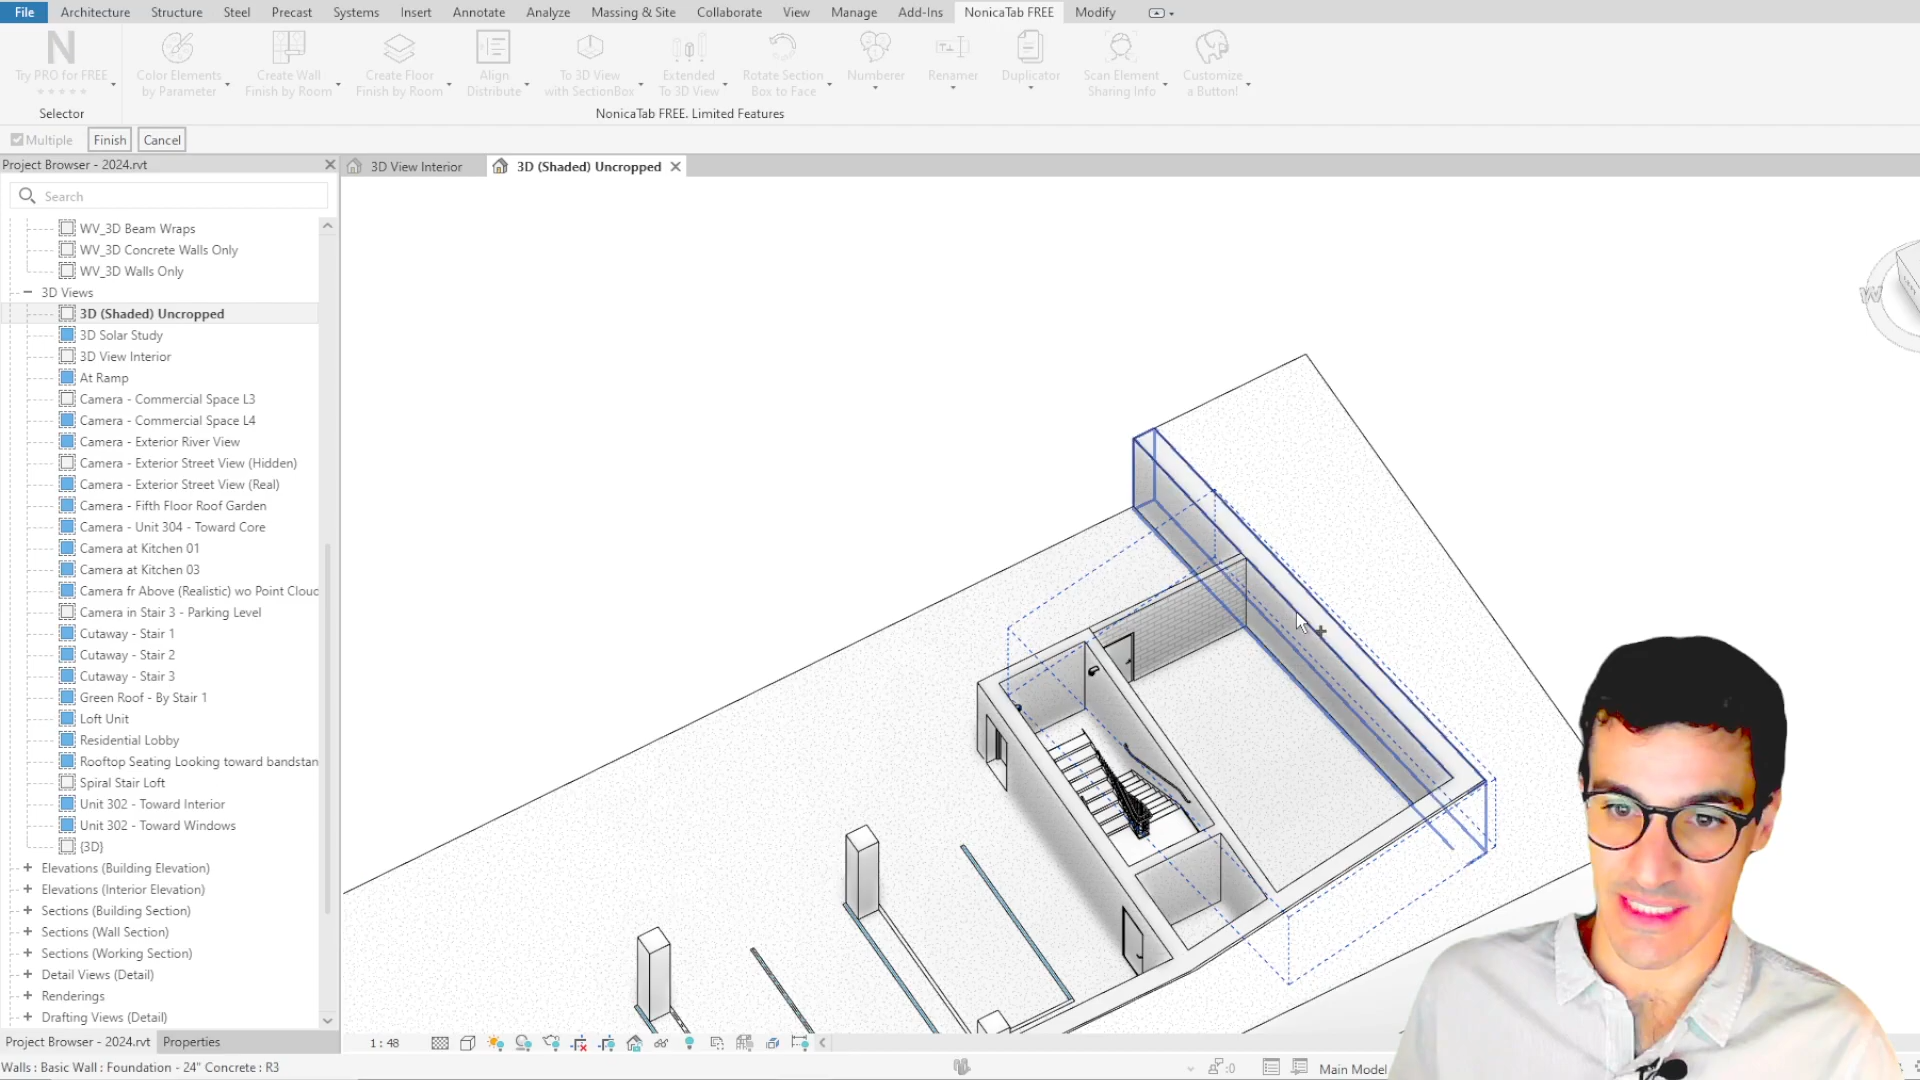 File Architecture Structure Steel Precast Systems Insert Annotate Analyze Massing & Site Collaborate View Manage Add-Ins NonicaTab FREE Modify
N
Try PRO for FREE
Color Elements by Parameter
Create Wall Finish by Room
Create Floor Finish by Room
Align Distribute
To 3D View with SectionBox
Extended To 3D View
Rotate Section Box to Face
Numberer
Renamer
Duplicator
Scan Element Sharing Info
Customize a Button!
Selector
NonicaTab FREE. Limited Features
Multiple Finish Cancel
Project Browser - 2024.rvt
3D View Interior
3D (Shaded) Uncropped
Search
WV_3D Beam Wraps
WV_3D Concrete Walls Only
WV_3D Walls Only
3D Views
3D (Shaded) Uncropped
3D Solar Study
3D View Interior
At Ramp
Camera - Commercial Space L3
Camera - Commercial Space L4
Camera - Exterior River View
Camera - Exterior Street View (Hidden)
Camera - Exterior Street View (Real)
Camera - Fifth Floor Roof Garden
Camera - Unit 304 - Toward Core
Camera at Kitchen 01
Camera at Kitchen 03
Camera fr Above (Realistic) wo Point Clouc
Camera in Stair 3 - Parking Level
Cutaway - Stair 1
Cutaway - Stair 2
Cutaway - Stair 3
Green Roof - By Stair 1
Loft Unit
Residential Lobby
Rooftop Seating Looking toward bandstan
Spiral Stair Loft
Unit 302 - Toward Interior
Unit 302 - Toward Windows
{3D}
Elevations (Building Elevation)
Elevations (Interior Elevation)
Sections (Building Section)
Sections (Wall Section)
Sections (Working Section)
Detail Views (Detail)
Renderings
Drafting Views (Detail)
W
Project Browser - 2024.rvt Properties
1 : 48
Walls : Basic Wall : Foundation - 24" Concrete : R3
:0
Main Model